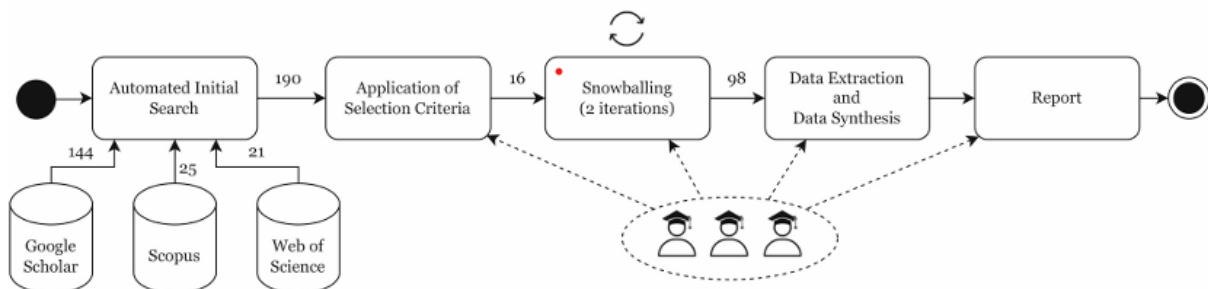 Automated Initial
Search
190
Application of
Selection Criteria
16
Snowballing
(2 iterations)
98
Data Extraction
and
Data Synthesis
Report
144
25
21
Google
Scholar
Scopus
Web of
Science